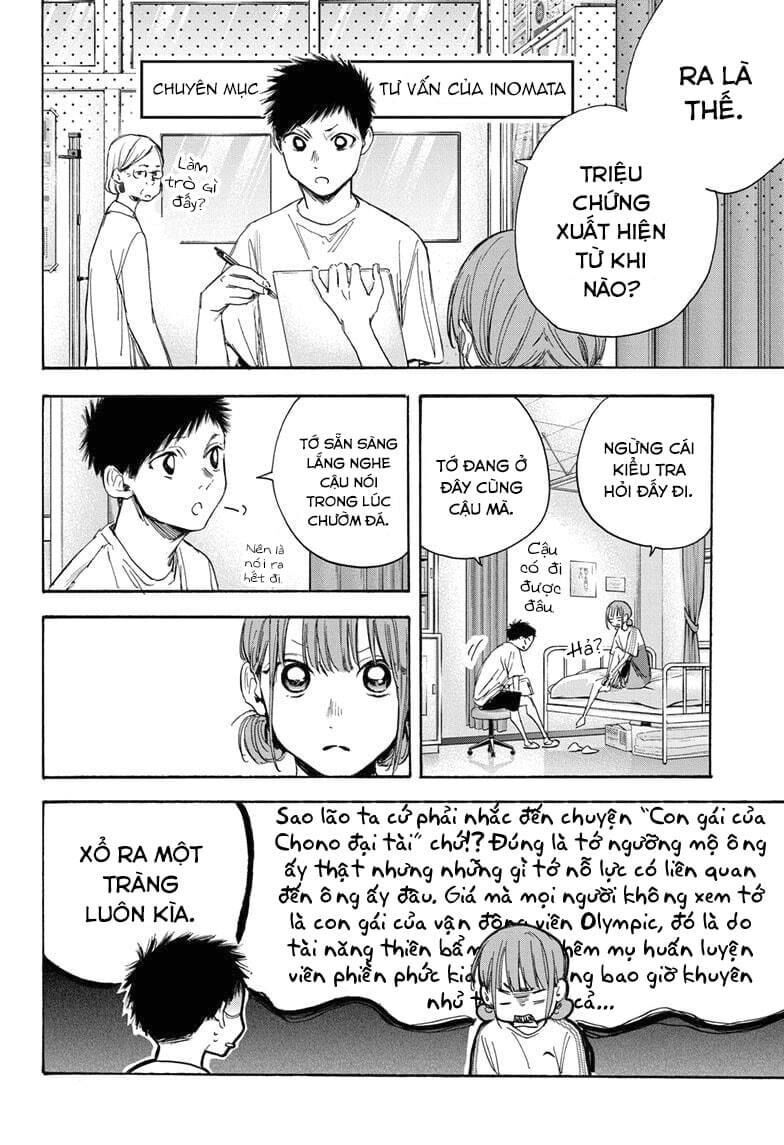 RA LÀ
THẾ.
TRIỆU
CHỨNG
XUẤT HIỆN
TỪ KHI
NÀO?
CHUYÊN MỤC TƯ VẤN CỦA INOMATA
Làm
trò gì
đấy?
NGỪNG CÁI
KIỂU TRA
HỎI ĐẤY ĐI.
TỚ ĐANG Ở
ĐÂY CÙNG
CẬU MÀ.
Cậu
có đi
được
đâu
Hả?
TỚ SẴN SÀNG
LẮNG NGHE
CẬU NÓI
TRONG LÚC
CHƯỜM ĐÁ.
Nên là
nói ra
hết đi.
Sao lão ta cứ phải nhắc đến chuyện "Con gái của
Chono đại tài" chứ!? Đúng là tớ ngưỡng mộ ông
ấy thật nhưng những gì tớ nỗ lực có liên quan
đến ông ấy đâu. Giá mà mọi người không xem tớ
là con gái của vận động viên Olympic, đó là do
tài năng thiên bẩm
mụ huấn luyện
viên phiền phức
bao giờ khuyên
nhủ
cả...
XỔ RA MỘT
TRÀNG
LUÔN KÌA.